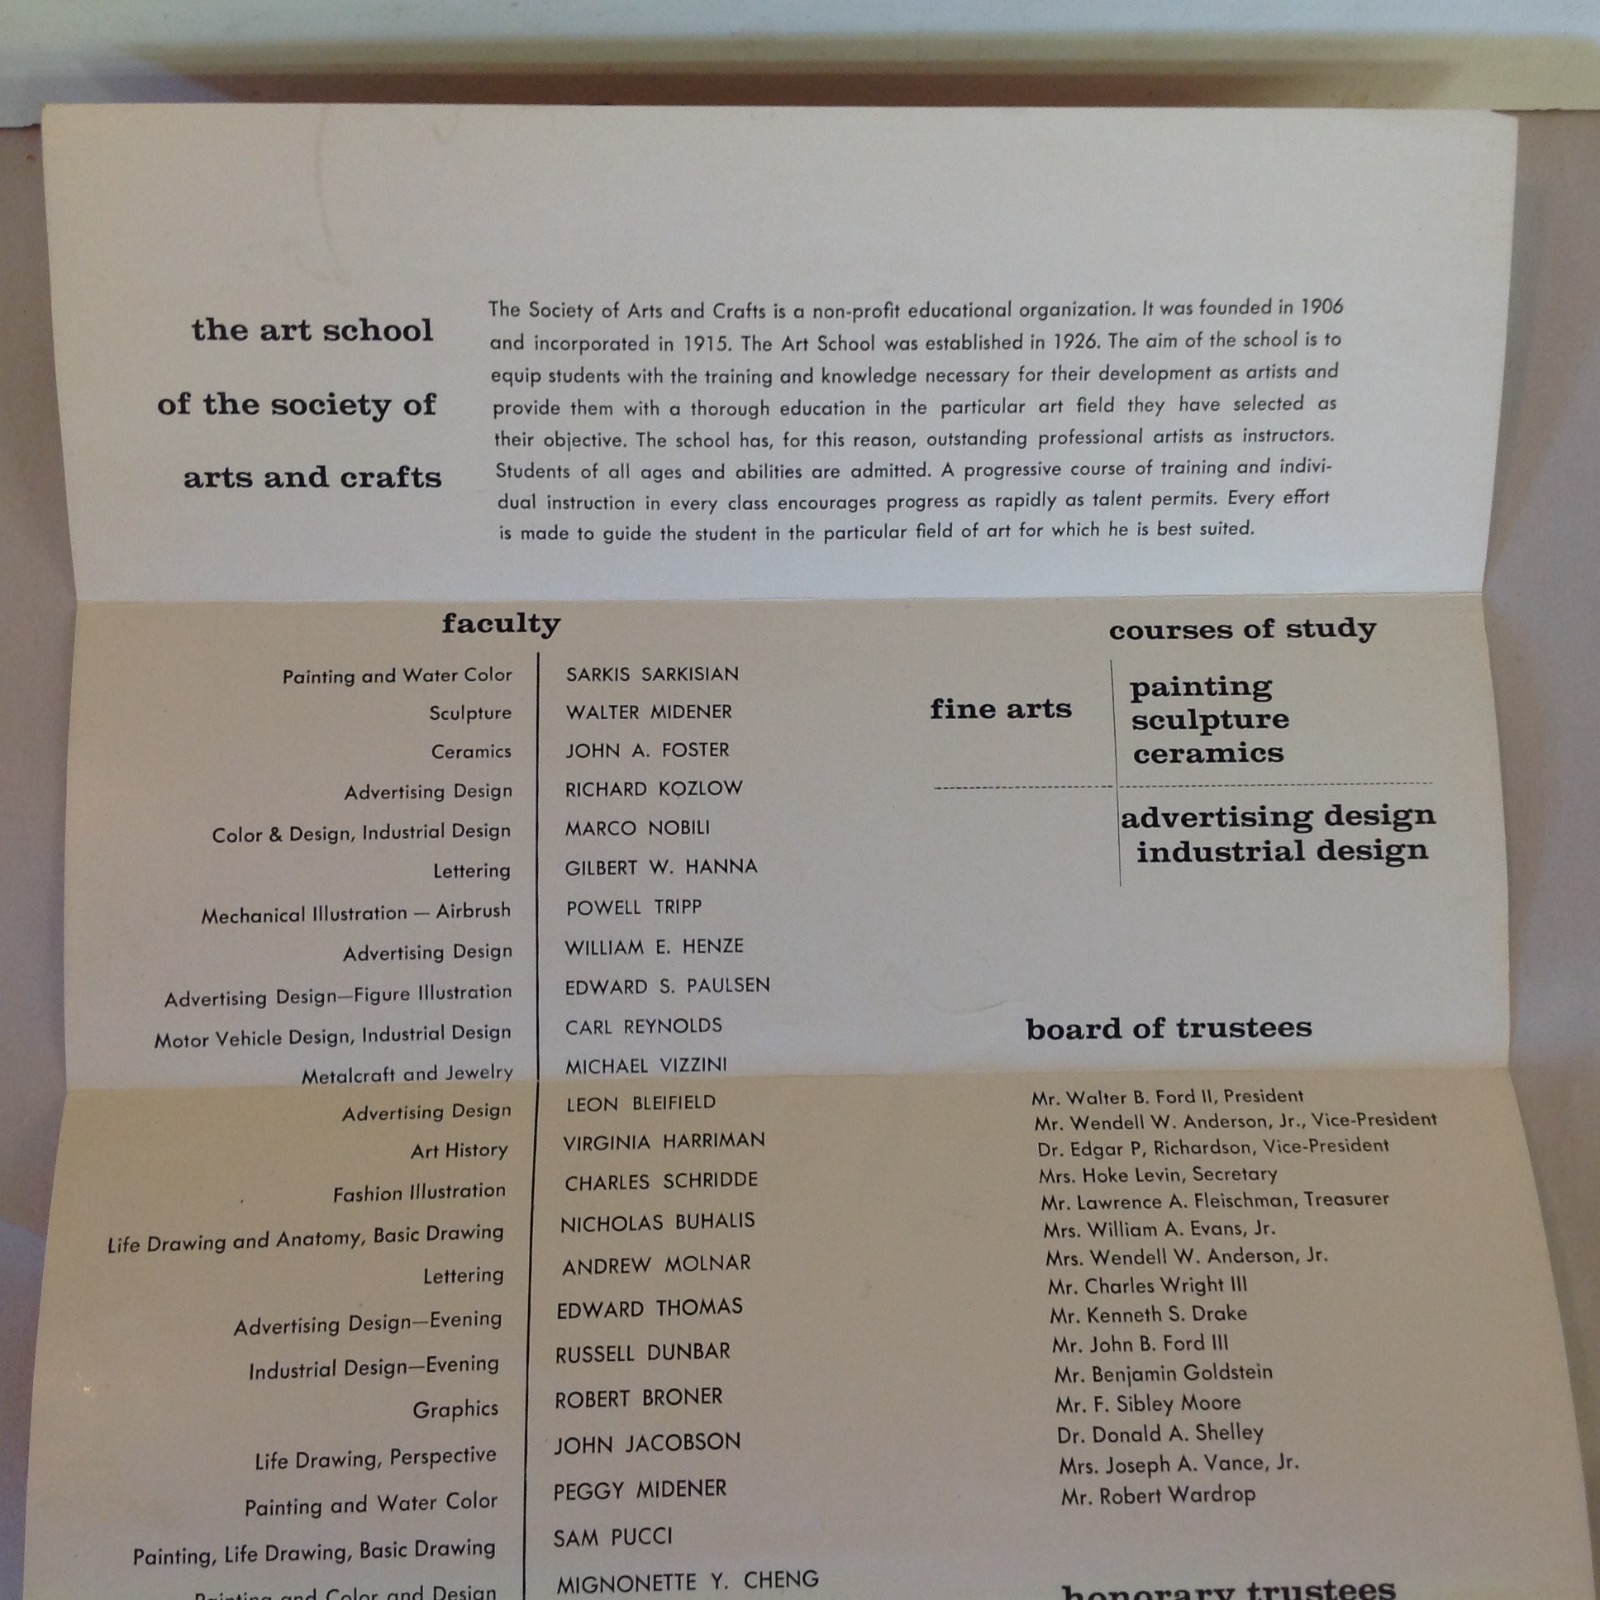 the art school
of the society of
arts and crafts
The Society of Arts and Crafts is a non-profit educational organization. It was founded in 1906
and incorporated in 1915. The Art School was established in 1926. The aim of the school is to
equip students with the training and knowledge necessary for their development as artists and
provide them with a thorough education in the particular art field they have selected as
their objective. The school has, for this reason, outstanding professional artists as instructors.
Students of all ages and abilities are admitted. A progressive course of training and indivi-
dual instruction in every class encourages progress as rapidly as talent permits. Every effort
is made to guide the student in the particular field of art for which he is best suited.
faculty
Painting and Water Color SARKIS SARKISIAN
Sculpture WALTER MIDENER
Ceramics JOHN A. FOSTER
Advertising Design RICHARD KOZLOW
Color & Design, Industrial Design MARCO NOBILI
Lettering GILBERT W. HANNA
Mechanical Illustration — Airbrush POWELL TRIPP
Advertising Design WILLIAM E. HENZE
Advertising Design—Figure Illustration EDWARD S. PAULSEN
Motor Vehicle Design, Industrial Design CARL REYNOLDS
Metalcraft and Jewelry MICHAEL VIZZINI
Advertising Design LEON BLEIFIELD
Art History VIRGINIA HARRIMAN
Fashion Illustration CHARLES SCHRIDDE
Life Drawing and Anatomy, Basic Drawing NICHOLAS BUHALIS
Lettering ANDREW MOLNAR
Advertising Design—Evening EDWARD THOMAS
Industrial Design—Evening RUSSELL DUNBAR
Graphics ROBERT BRONER
Life Drawing, Perspective JOHN JACOBSON
Painting and Water Color PEGGY MIDENER
Painting, Life Drawing, Basic Drawing SAM PUCCI
Painting and Color and Design MIGNONETTE Y. CHENG
courses of study
fine arts
painting
sculpture
ceramics
advertising design
industrial design
board of trustees
Mr. Walter B. Ford II, President
Mr. Wendell W. Anderson, Jr., Vice-President
Dr. Edgar P, Richardson, Vice-President
Mrs. Hoke Levin, Secretary
Mr. Lawrence A. Fleischman, Treasurer
Mrs. William A. Evans, Jr.
Mrs. Wendell W. Anderson, Jr.
Mr. Charles Wright III
Mr. Kenneth S. Drake
Mr. John B. Ford III
Mr. Benjamin Goldstein
Mr. F. Sibley Moore
Dr. Donald A. Shelley
Mrs. Joseph A. Vance, Jr.
Mr. Robert Wardrop
honorary trustees